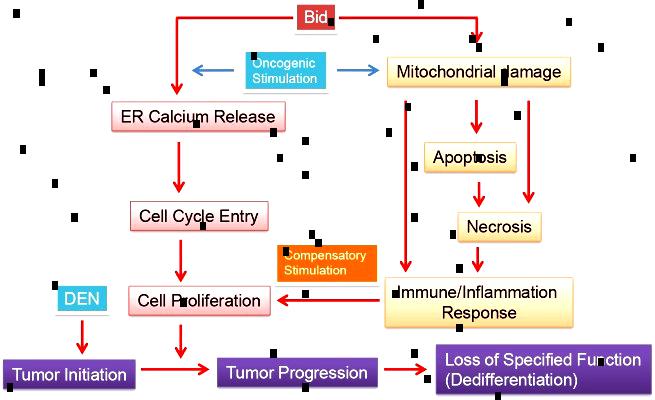 Bid
Oncogenic
Stimulation
Mitochondrial damage
ER Calcium Release
Apoptosis
Cell Cycle Entry
Necrosis
Compensatory
Stimulation
DEN
Cell Proliferation
Immune/Inflammation
Response
Tumor Initiation
Tumor Progression
Loss of Specified Function
(Dedifferentiation)